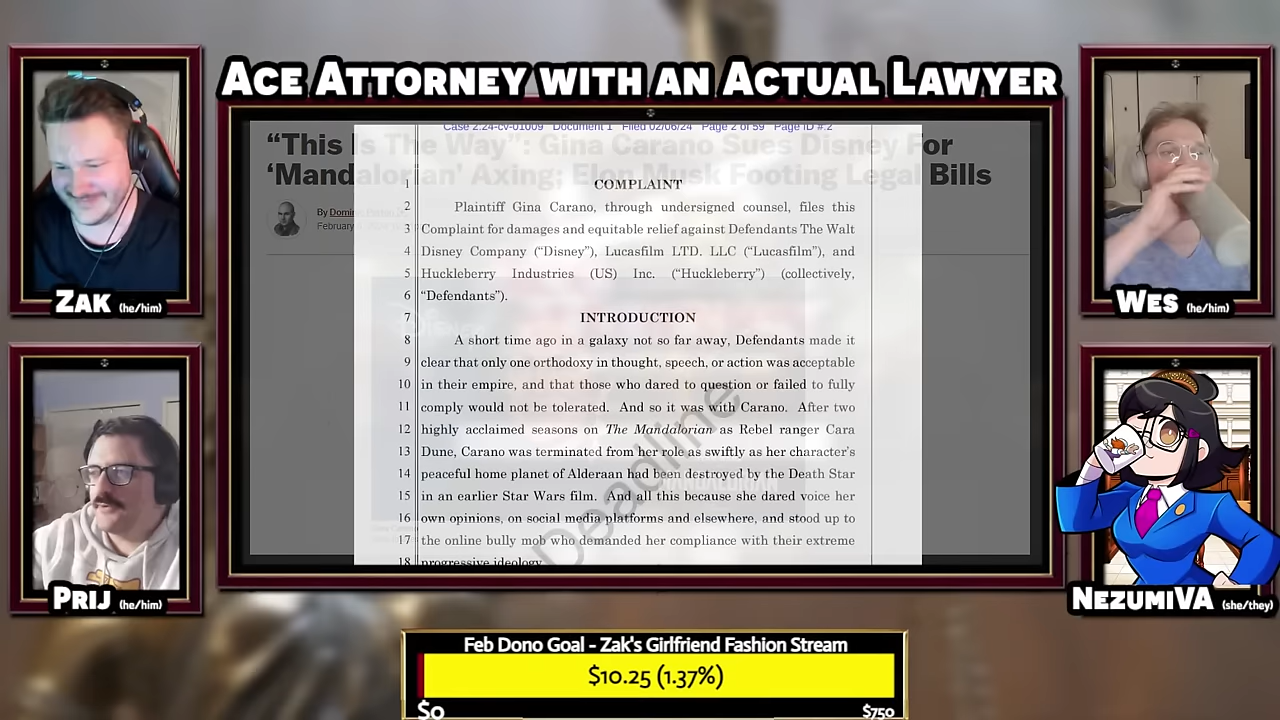 ACE ATTORNEY WITH AN ACTUAL LAWYER
Case 2:24-cv-01009 Document 1 Filed 02/06/24 Page 2 of 59 Page ID #:2
“This Is The Way”: Gina Carano Sues Disney For
‘Mandalorian’ Axing; Elon Musk Footing Legal Bills
By
February
1 COMPLAINT
2 Plaintiff Gina Carano, through undersigned counsel, files this
3 Complaint for damages and equitable relief against Defendants The Walt
4 Disney Company (“Disney”), Lucasfilm LTD. LLC (“Lucasfilm”), and
5 Huckleberry Industries (US) Inc. (“Huckleberry”) (collectively,
6 “Defendants”).
7 INTRODUCTION
8 A short time ago in a galaxy not so far away, Defendants made it
9 clear that only one orthodoxy in thought, speech, or action was acceptable
10 in their empire, and that those who dared to question or failed to fully
11 comply would not be tolerated. And so it was with Carano. After two
12 highly acclaimed seasons on The Mandalorian as Rebel ranger Cara
13 Dune, Carano was terminated from her role as swiftly as her character’s
14 peaceful home planet of Alderaan had been destroyed by the Death Star
15 in an earlier Star Wars film. And all this because she dared voice her
16 own opinions, on social media platforms and elsewhere, and stood up to
17 the online bully mob who demanded her compliance with their extreme
18 progressive ideology.
Deadline
ZAK (he/him)
WES (he/him)
PRIJ (he/him)
NEZUMIVA (she/they)
Feb Dono Goal - Zak's Girlfriend Fashion Stream
$10.25 (1.37%)
$0
$750